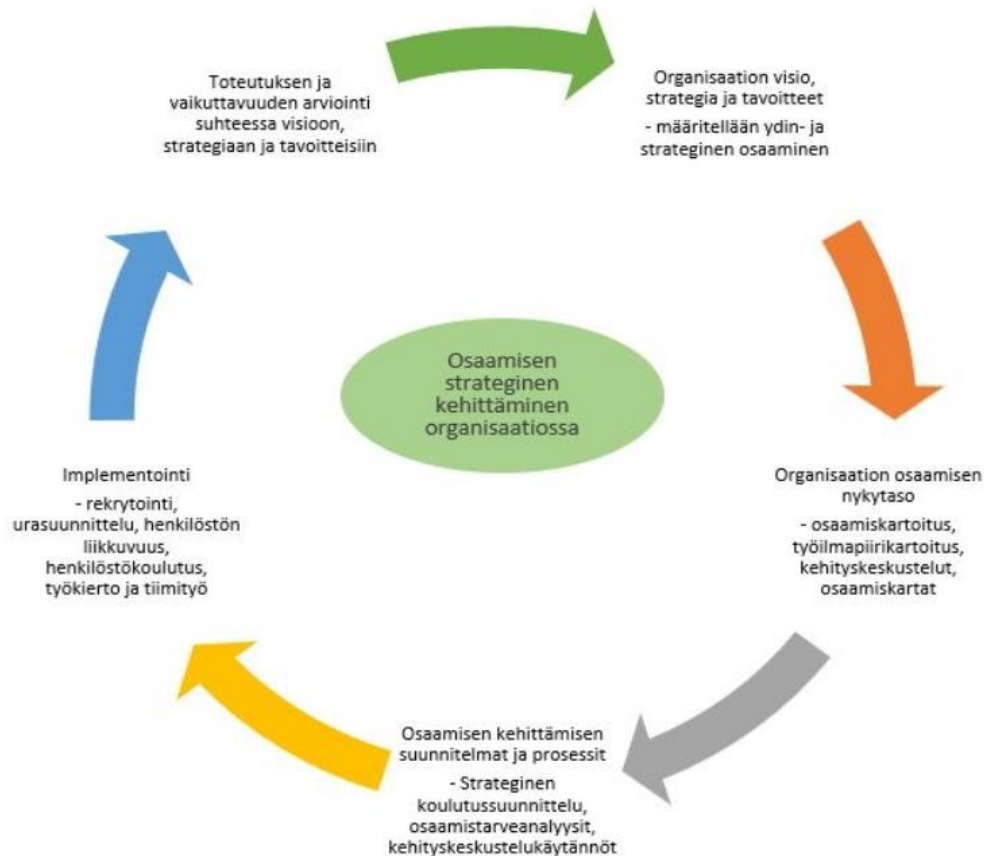 Toteutuksen ja
vaikuttavuuden arviointi
suhteessa visioon,
strategiaan ja tavoitteisiin
Organisaation visio,
strategia ja tavoitteet
- määritellään ydin- ja
strateginen osaaminen
Osaamisen
strateginen
kehittäminen
organisaatiossa
Organisaation osaamisen
nykytaso
- osaamiskartoitus,
työilmapiirikartoitus,
kehityskeskustelut,
osaamiskartat
Osaamisen kehittämisen
suunnitelmat ja prosessit
- Strateginen
koulutussuunnittelu,
osaamistarveanalyysit,
kehityskeskustelukäytännöt
Implementointi
- rekrytointi,
urasuunnittelu, henkilöstön
liikkuvuus,
henkilöstökoulutus,
työkierto ja tiimityö